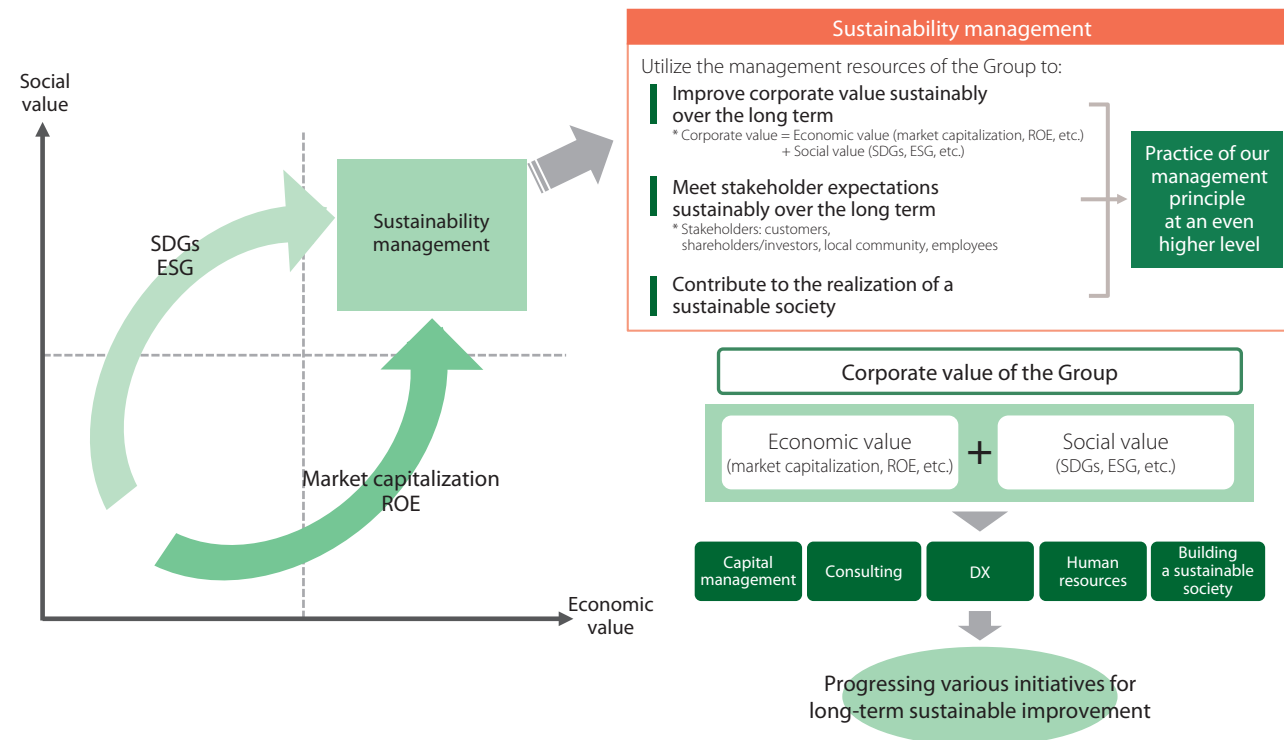 Social
value
SDGs
ESG
Sustainability
management
Market capitalization
ROE
Economic
value
Sustainability management
Utilize the management resources of the Group to:
Improve corporate value sustainably
over the long term
* Corporate value = Economic value (market capitalization, ROE, etc.)
+ Social value (SDGs, ESG, etc.)
Meet stakeholder expectations
sustainably over the long term
* Stakeholders: customers,
shareholders/investors, local community, employees
Contribute to the realization of a
sustainable society
Practice of our
management
principle
at an even
higher level
Corporate value of the Group
Economic value
(market capitalization, ROE, etc.)
+
Social value
(SDGs, ESG, etc.)
Capital
management
Consulting
DX
Human
resources
Building
a sustainable
society
Progressing various initiatives for
long-term sustainable improvement